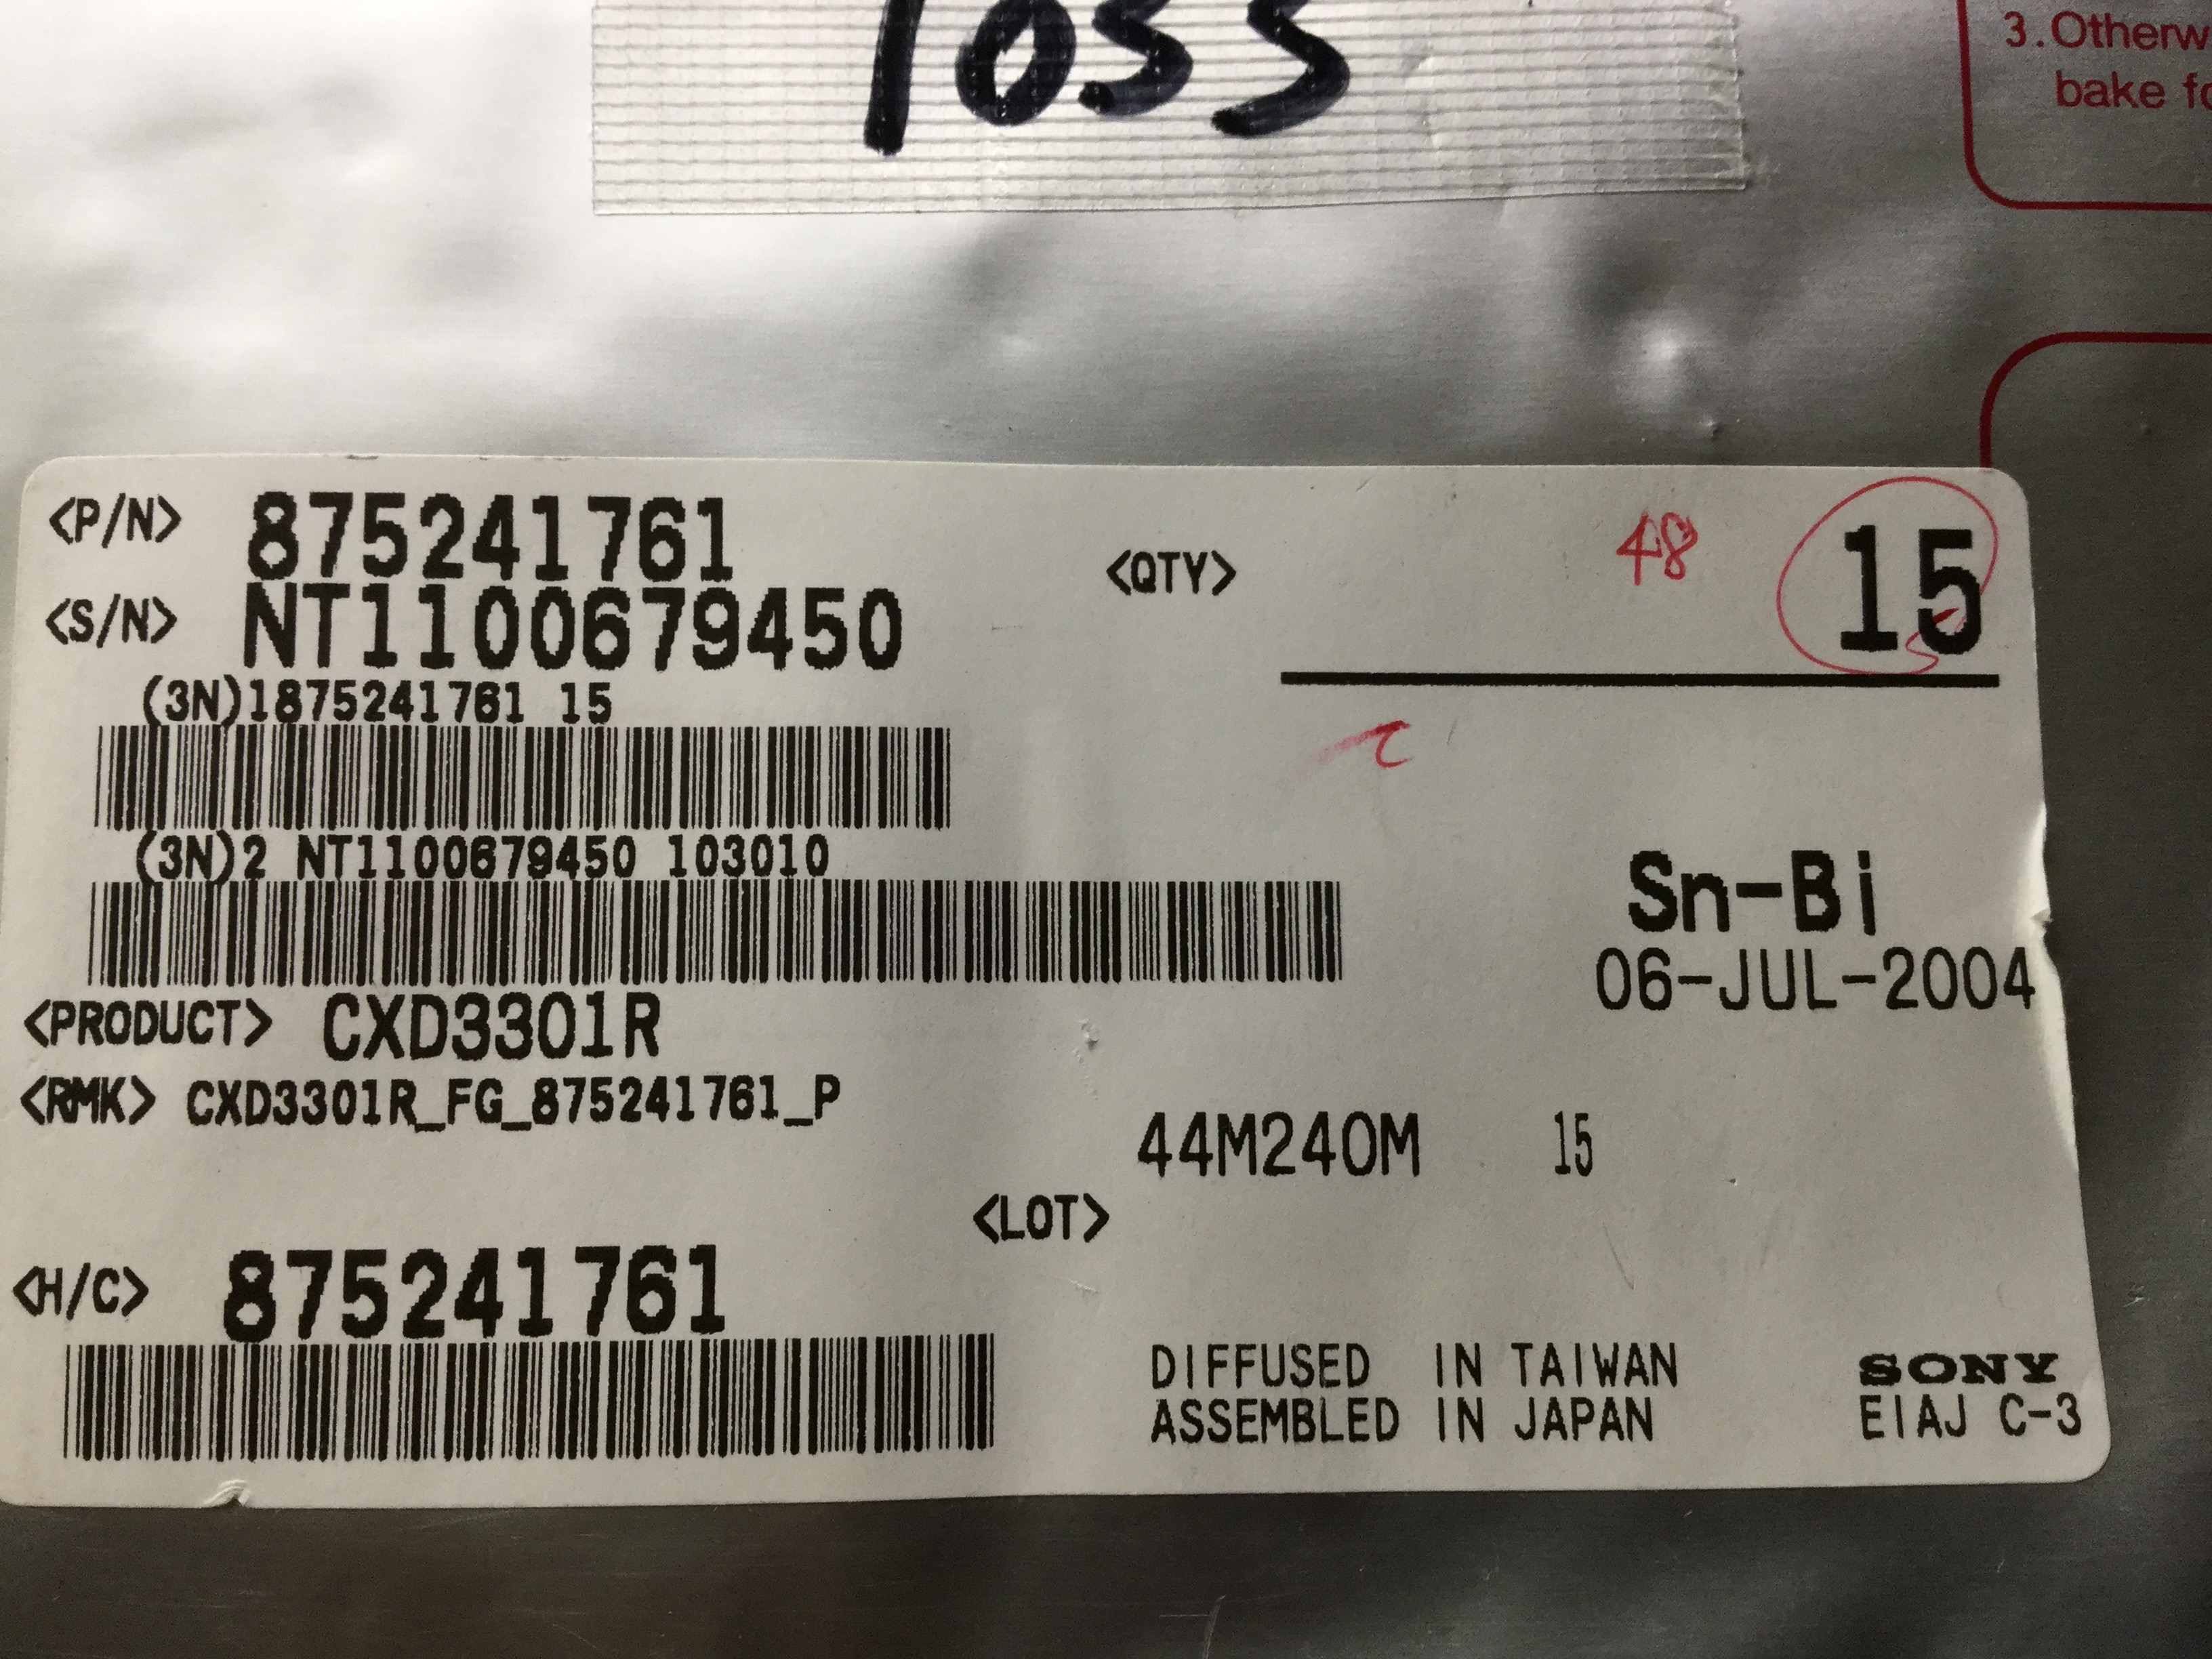 1055
3.Otherw
bake fo
<P/N> 875241761
<QTY> 48 15
<S/N> NT1100679450
(3N)1875241761 15
(3N)2 NT1100679450 103010
Sn-Bi
06-JUL-2004
<PRODUCT> CXD3301R
<RMK> CXD3301R_FG_875241761_P
44M240M 15
<LOT>
<H/C> 875241761
DIFFUSED IN TAIWAN
ASSEMBLED IN JAPAN
SONY
EIAJ C-3